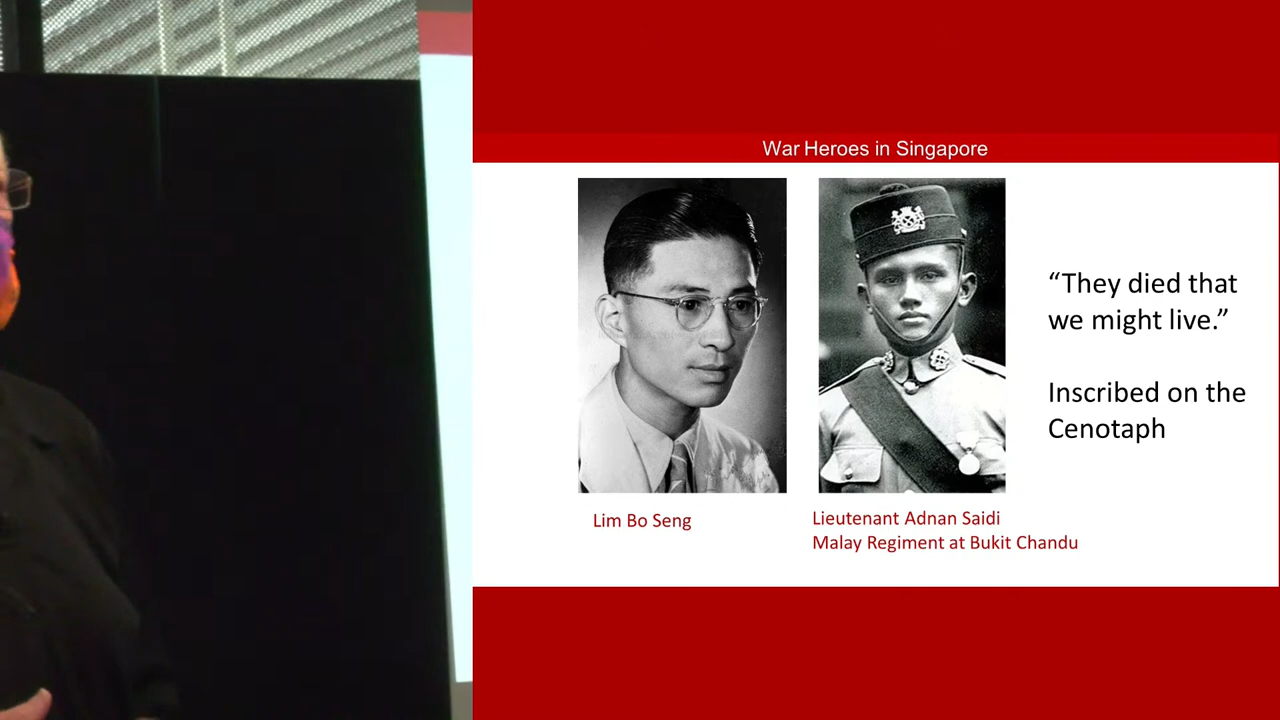 War Heroes in Singapore
“They died that
we might live.”
Inscribed on the
Cenotaph
Lim Bo Seng
Lieutenant Adnan Saidi
Malay Regiment at Bukit Chandu